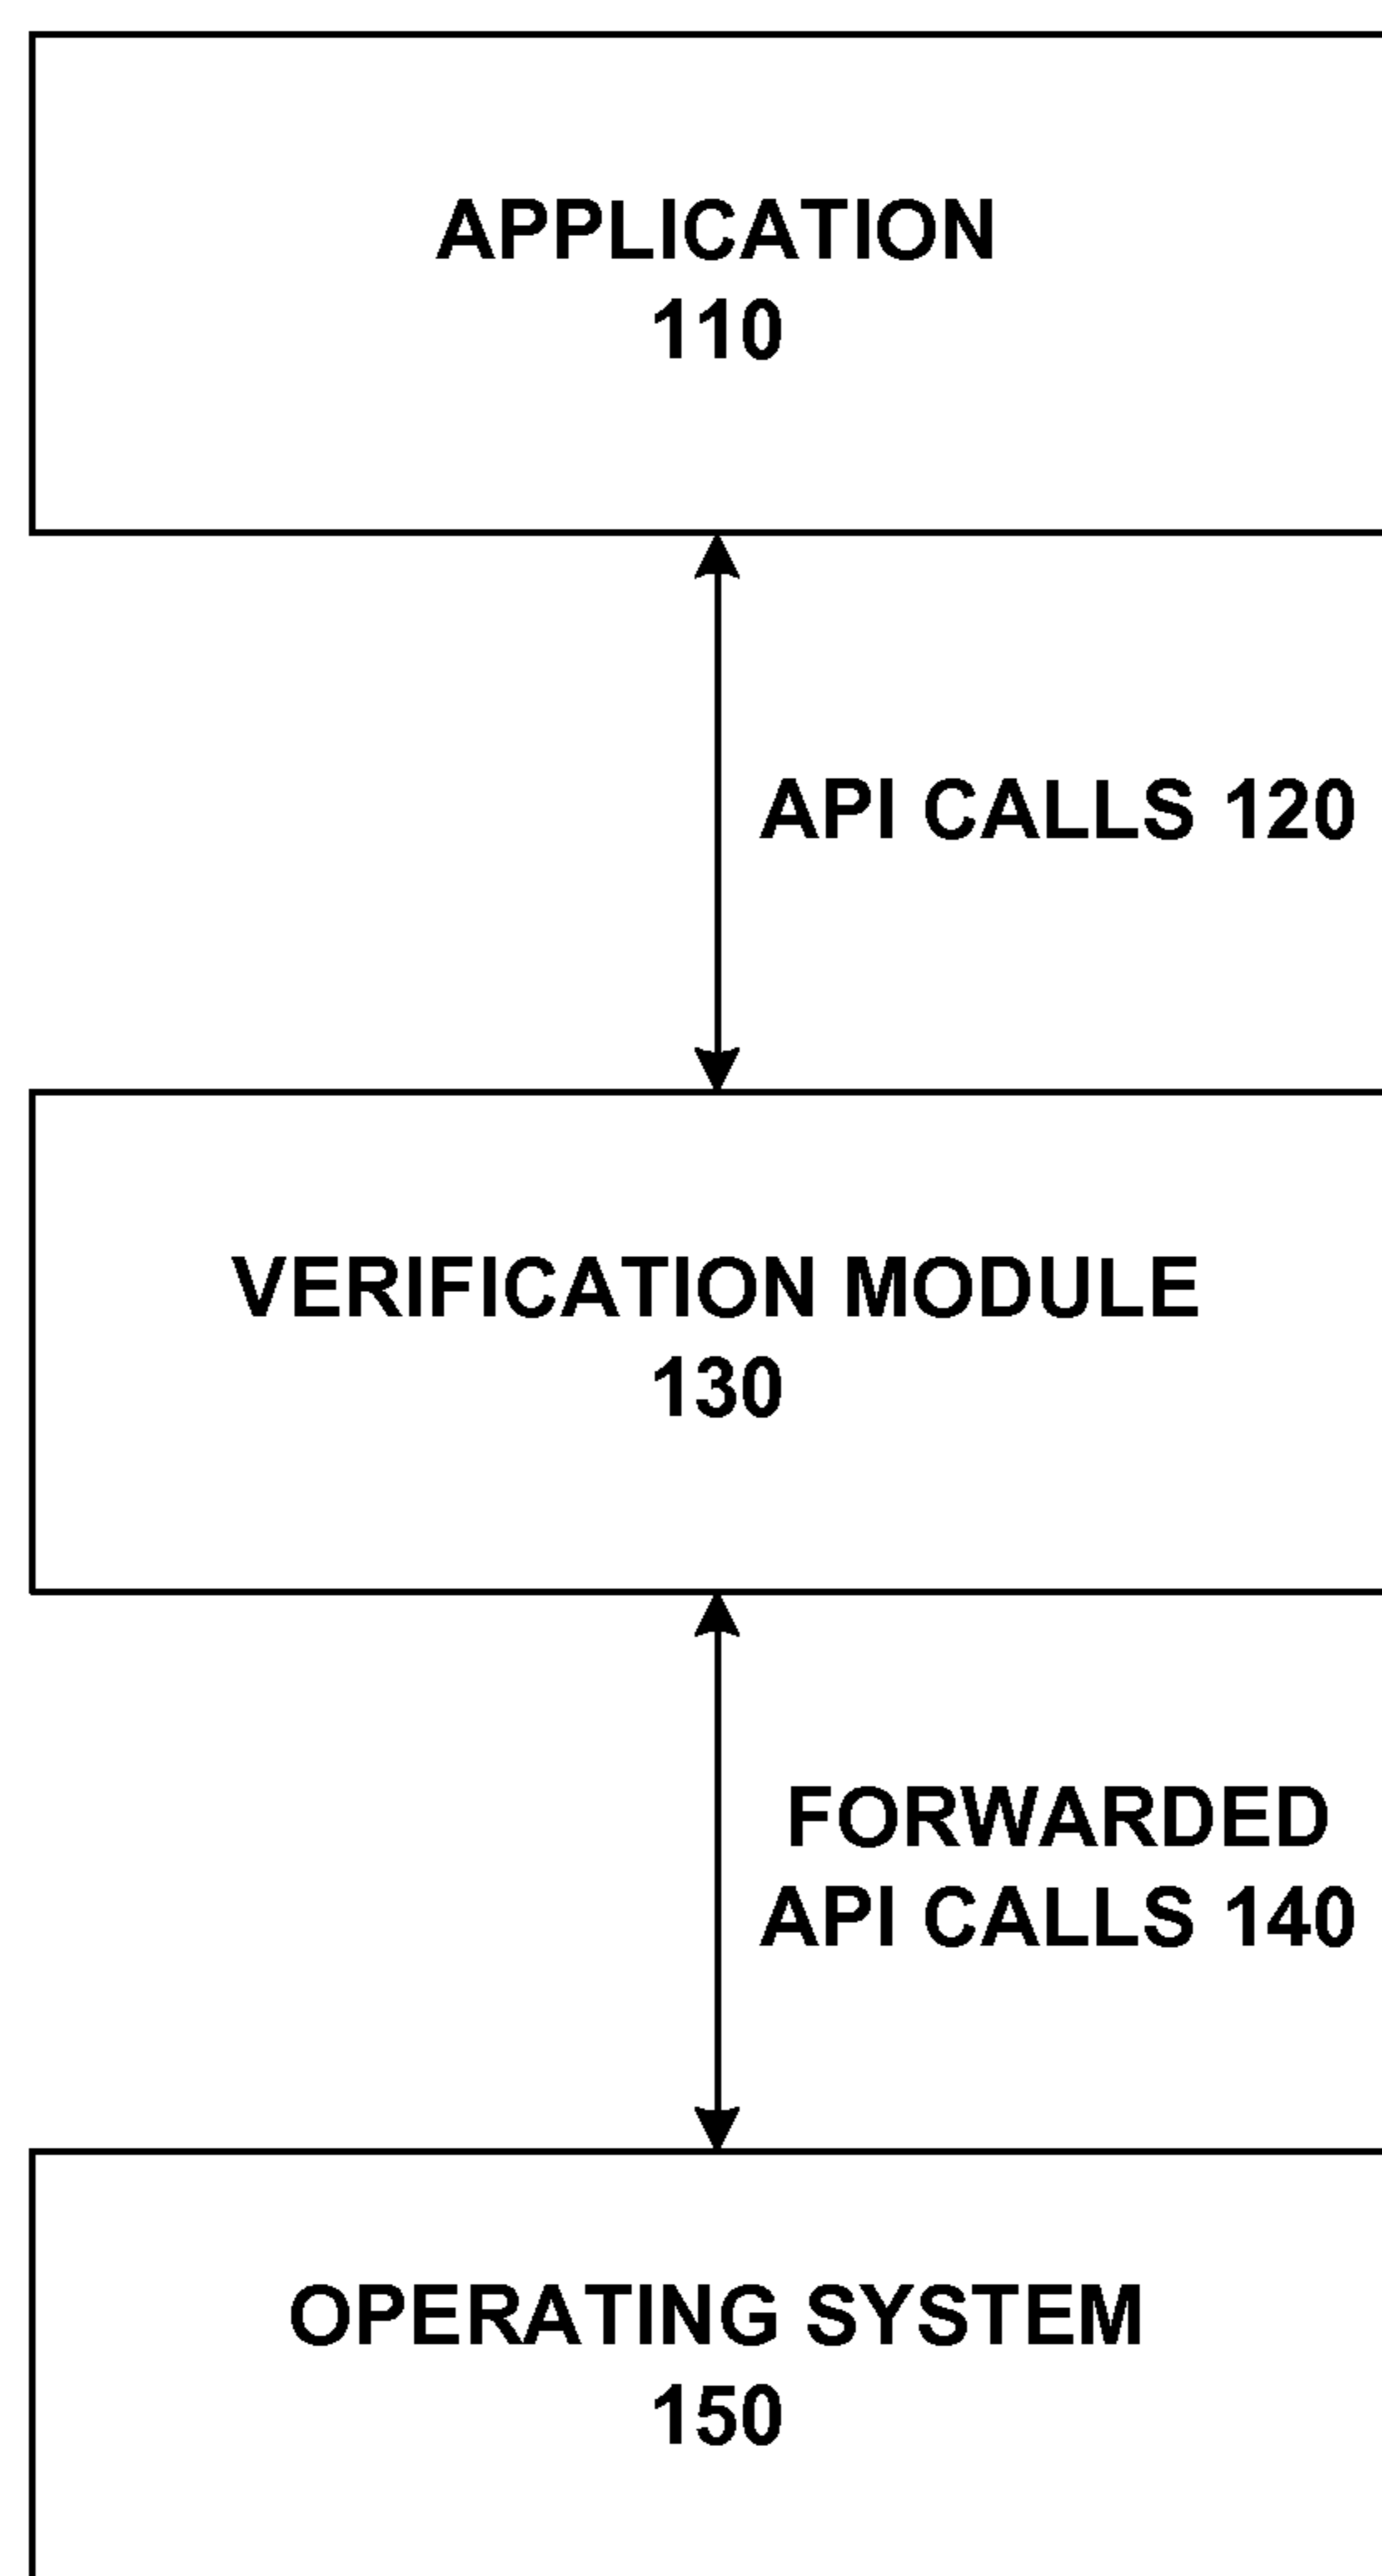 APPLICATION
110
API CALLS 120
VERIFICATION MODULE
130
FORWARDED
API CALLS 140
OPERATING SYSTEM
150